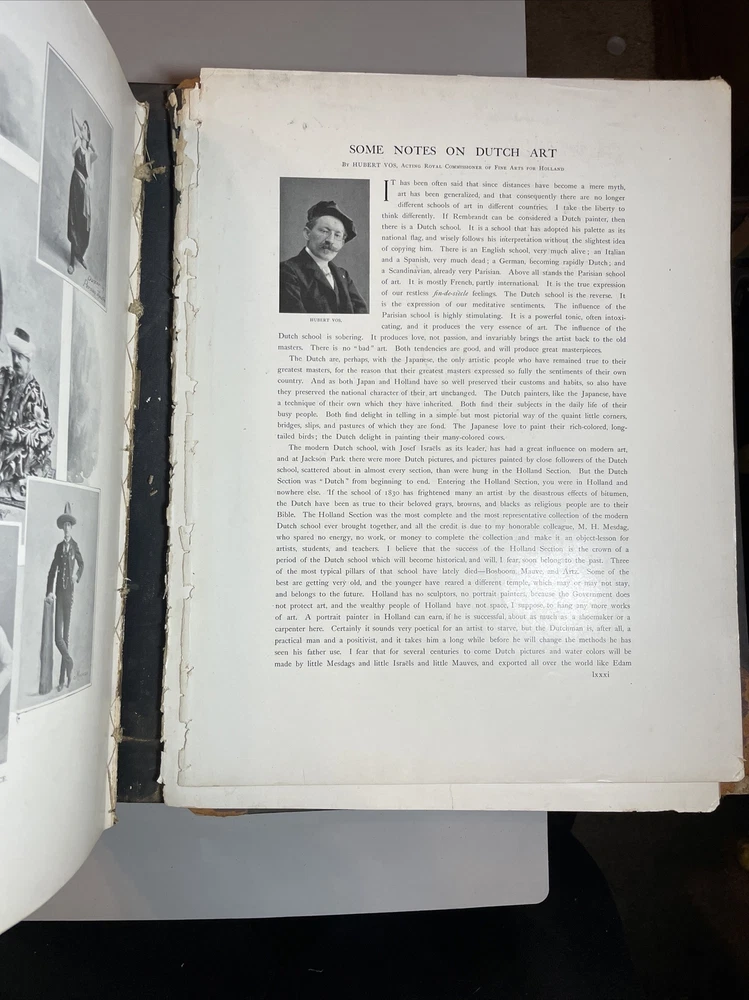 SOME NOTES ON DUTCH ART
By HUBERT VOS, Acting Royal Commissioner of Fine Arts for Holland
IT has been often said that since distances have become a mere myth,
art has been generalized, and that consequently there are no longer
different schools of art in different countries. I take the liberty to
think differently. If Rembrandt can be considered a Dutch painter, then
there is a Dutch school. It is a school that has adopted his palette as its
national flag, and wisely follows his interpretation without the slightest idea
of copying him. There is an English school, very much alive; an Italian
and a Spanish, very much dead; a German, becoming rapidly Dutch; and
a Scandinavian, already very Parisian. Above all stands the Parisian school
of art. It is mostly French, partly international. It is the true expression
of our restless fin-de-siècle feelings. The Dutch school is the reverse. It
is the expression of our meditative sentiments. The influence of the
Parisian school is highly stimulating. It is a powerful tonic, often intoxi-
cating, and it produces the very essence of art. The influence of the
HUBERT VOS.
Dutch school is sobering. It produces love, not passion, and invariably brings the artist back to the old
masters. There is no "bad" art. Both tendencies are good, and will produce great masterpieces.
The Dutch are, perhaps, with the Japanese, the only artistic people who have remained true to their
greatest masters, for the reason that their greatest masters expressed so fully the sentiments of their own
country. And as both Japan and Holland have so well preserved their customs and habits, so also have
they preserved the national character of their art unchanged. The Dutch painters, like the Japanese, have
a technique of their own which they have inherited. Both find their subjects in the daily life of their
busy people. Both find delight in telling in a simple but most pictorial way of the quaint little corners,
bridges, slips, and pastures of which they are fond. The Japanese love to paint their rich-colored, long-
tailed birds; the Dutch delight in painting their many-colored cows.
The modern Dutch school, with Josef Israëls as its leader, has had a great influence on modern art,
and at Jackson Park there were more Dutch pictures, and pictures painted by close followers of the Dutch
school, scattered about in almost every section, than were hung in the Holland Section. But the Dutch
Section was "Dutch" from beginning to end. Entering the Holland Section, you were in Holland and
nowhere else. If the school of 1830 has frightened many an artist by the disastrous effects of bitumen,
the Dutch have been as true to their beloved grays, browns, and blacks as religious people are to their
Bible. The Holland Section was the most complete and the most representative collection of the modern
Dutch school ever brought together, and all the credit is due to my honorable colleague, M. H. Mesdag,
who spared no energy, no work, or money to complete the collection and make it an object-lesson for
artists, students, and teachers. I believe that the success of the Holland Section is the crown of a
period of the Dutch school which will become historical, and will, I fear, soon belong to the past. Three
of the most typical pillars of that school have lately died—Bosboom, Mauve, and Artz. Some of the
best are getting very old, and the younger have reared a different temple, which may or may not stay,
and belongs to the future. Holland has no sculptors, no portrait painters, because the Government does
not protect art, and the wealthy people of Holland have not space, I suppose, to hang any more works
of art. A portrait painter in Holland can earn, if he is successful, about as much as a shoemaker or a
carpenter here. Certainly it sounds very poetical for an artist to starve, but the Dutchman is, after all, a
practical man and a positivist, and it takes him a long while before he will change the methods he has
seen his father use. I fear that for several centuries to come Dutch pictures and water colors will be
made by little Mesdags and little Israëls and little Mauves, and exported all over the world like Edam
lxxxi